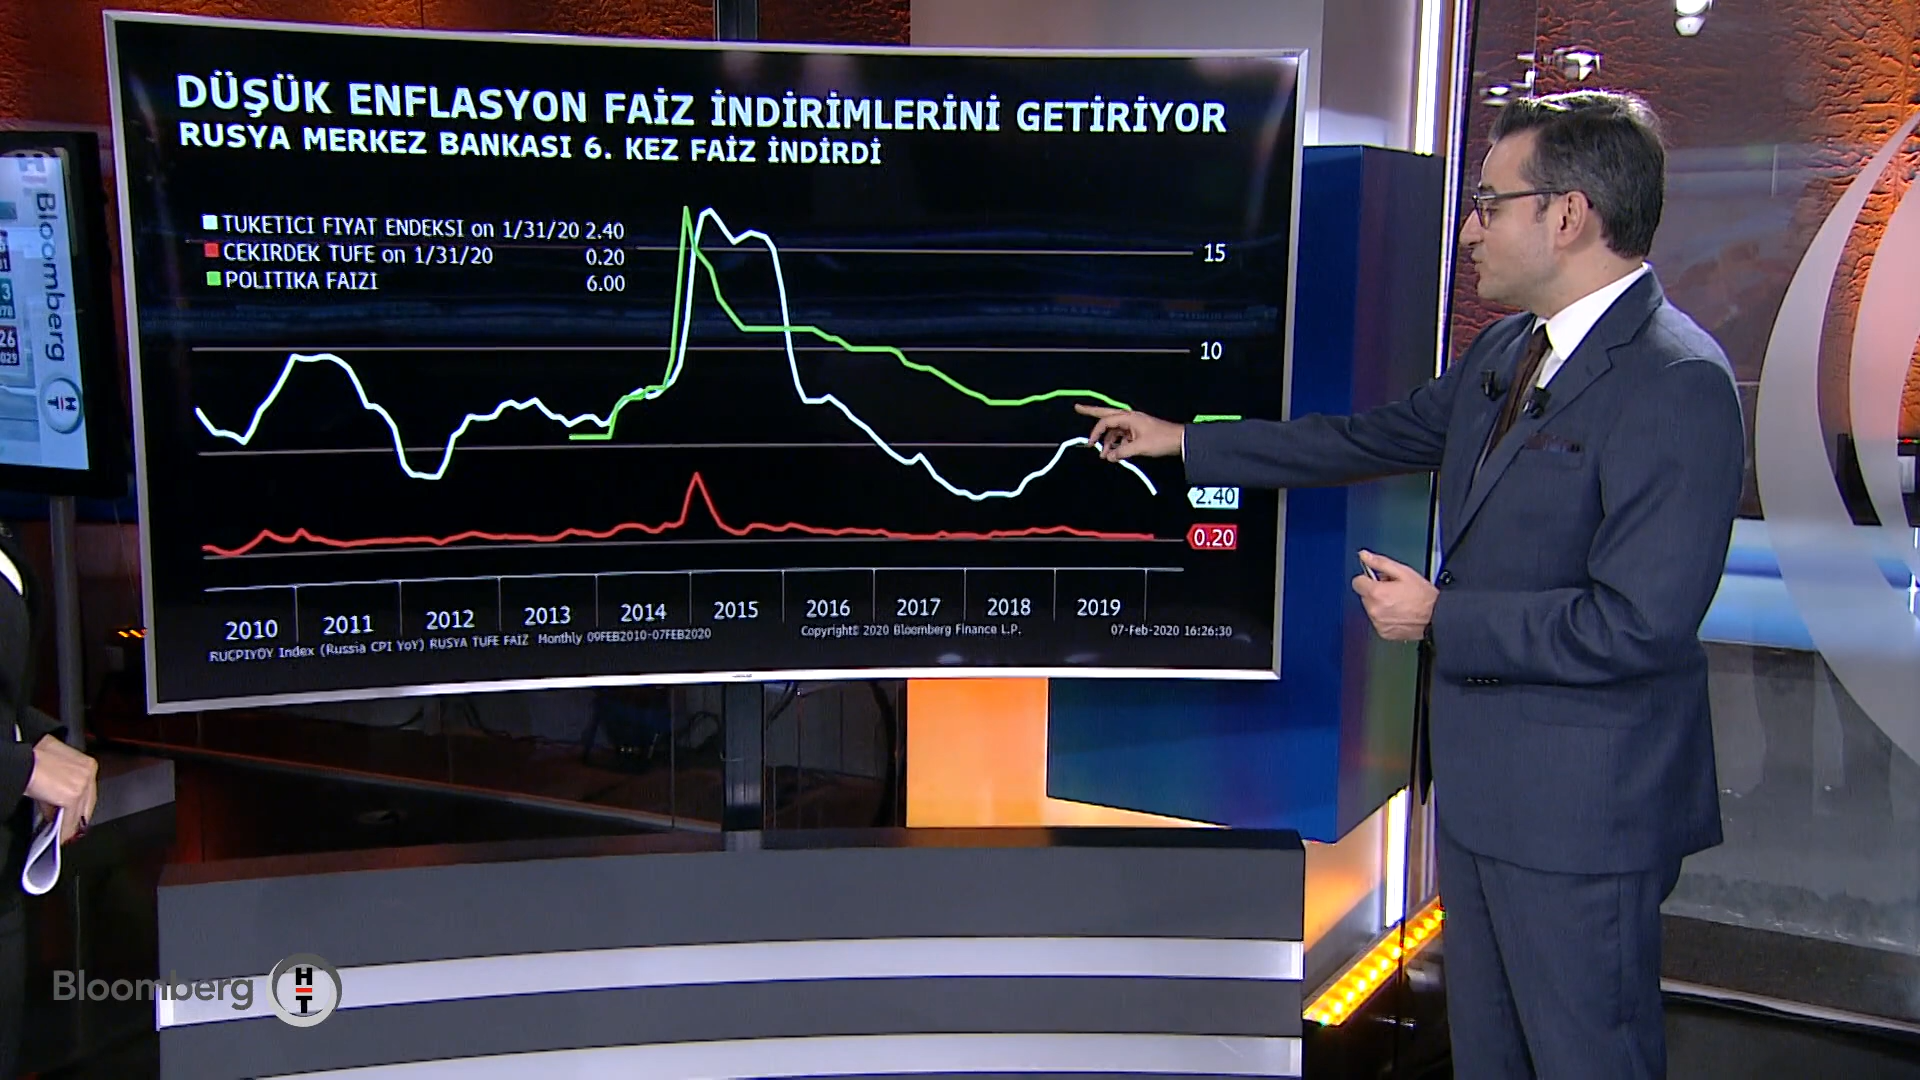 DÜŞÜK ENFLASYON FAİZ İNDİRİMLERİNİ GETİRİYOR
RUSYA MERKEZ BANKASI 6. KEZ FAİZ İNDİRDİ
TUKETICI FIYAT ENDEKSI on 1/31/20 2.40
CEKIRDEK TUFE on 1/31/20 0.20
POLITIKA FAIZI 6.00
15
10
2.40
0.20
2010 2011 2012 2013 2014 2015 2016 2017 2018 2019
RUCPIYOY Index (Russia CPI YoY) RUSYA TUFE FAIZ Monthly 09FEB2010-07FEB2020
Copyright© 2020 Bloomberg Finance L.P.
07-Feb-2020 16:26:30
Bloomberg
HT
26
Bloomberg
HT